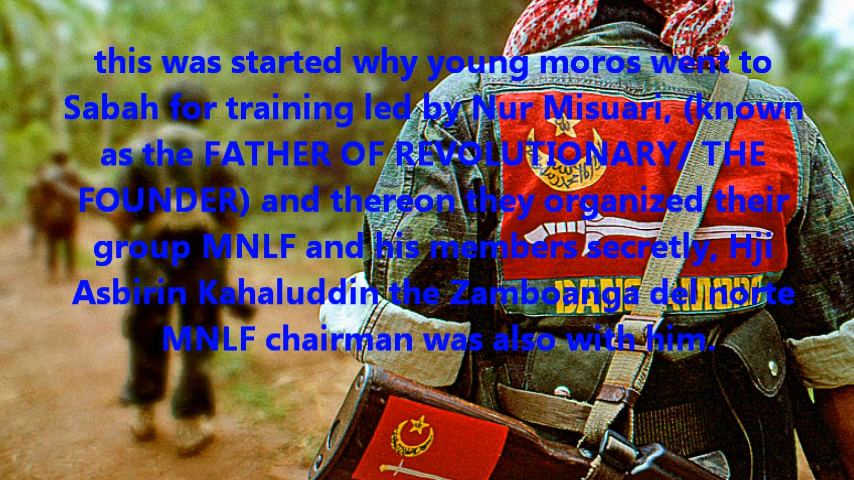 this was started why young moros went to
Sabah for training led by Nur Misuari, (known
as the FATHER OF REVOLUTIONARY/ THE
FOUNDER) and thereon they organized their
group MNLF and his members secretly, Hji
Asbirin Kahaluddin the Zamboanga del norte
MNLF chairman was also with him.